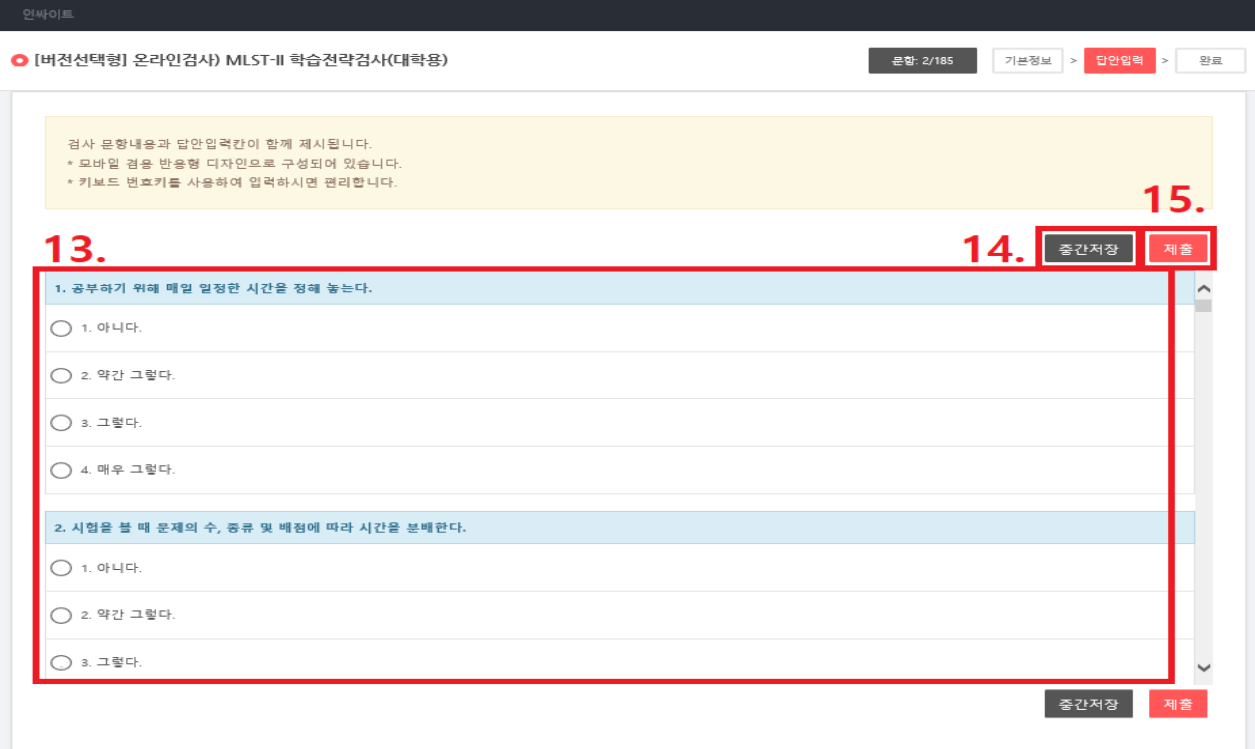 인싸이트
[버전선택형] 온라인검사) MLST-II 학습전략검사(대학용)
문항: 2/185
기본정보 > 답안입력 > 완료
검사 문항내용과 답안입력칸이 함께 제시됩니다.
* 모바일 겸용 반응형 디자인으로 구성되어 있습니다.
* 키보드 번호키를 사용하여 입력하시면 편리합니다.
15.
13.
14.
중간저장
제출
1. 공부하기 위해 매일 일정한 시간을 정해 놓는다.
1. 아니다.
2. 약간 그렇다.
3. 그렇다.
4. 매우 그렇다.
2. 시험을 볼 때 문제의 수, 종류 및 배점에 따라 시간을 분배한다.
1. 아니다.
2. 약간 그렇다.
3. 그렇다.
중간저장
제출